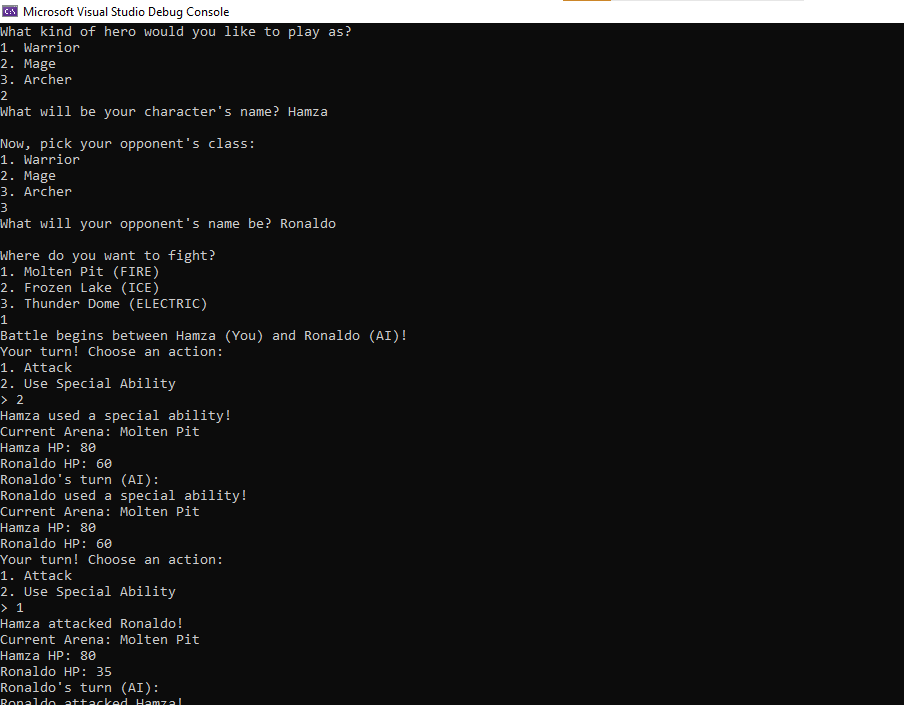 Microsoft Visual Studio Debug Console
What kind of hero would you like to play as?
1. Warrior
2. Mage
3. Archer
2
What will be your character's name? Hamza
Now, pick your opponent's class:
1. Warrior
2. Mage
3. Archer
3
What will your opponent's name be? Ronaldo
Where do you want to fight?
1. Molten Pit (FIRE)
2. Frozen Lake (ICE)
3. Thunder Dome (ELECTRIC)
1
Battle begins between Hamza (You) and Ronaldo (AI)!
Your turn! Choose an action:
1. Attack
2. Use Special Ability
> 2
Hamza used a special ability!
Current Arena: Molten Pit
Hamza HP: 80
Ronaldo HP: 60
Ronaldo's turn (AI):
Ronaldo used a special ability!
Current Arena: Molten Pit
Hamza HP: 80
Ronaldo HP: 60
Your turn! Choose an action:
1. Attack
2. Use Special Ability
> 1
Hamza attacked Ronaldo!
Current Arena: Molten Pit
Hamza HP: 80
Ronaldo HP: 35
Ronaldo's turn (AI):
Ronaldo attacked Hamza!